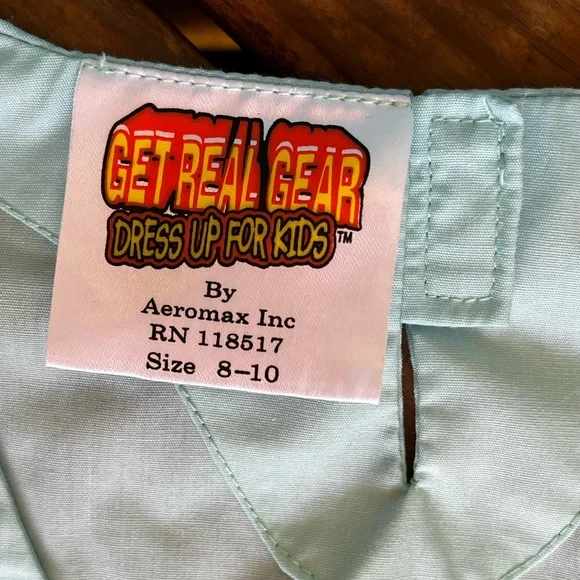 GET REAL GEAR
DRESS UP FOR KIDS™
By
Aeromax Inc
RN 118517
Size 8-10